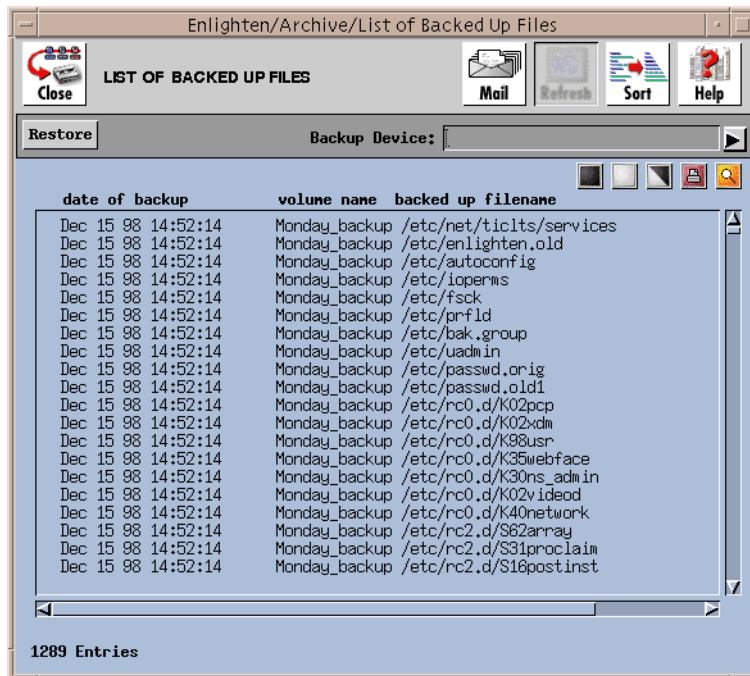 Enlighten/Archive/List of Backed Up Files
Close
LIST OF BACKED UP FILES
Mail
Refresh
Sort
Help
Restore
Backup Device:
date of backup volume name backed up filename
Dec 15 98 14:52:14 Monday_backup /etc/net/ticlts/services
Dec 15 98 14:52:14 Monday_backup /etc/enlighten.old
Dec 15 98 14:52:14 Monday_backup /etc/autoconfig
Dec 15 98 14:52:14 Monday_backup /etc/ioperms
Dec 15 98 14:52:14 Monday_backup /etc/fsck
Dec 15 98 14:52:14 Monday_backup /etc/prfld
Dec 15 98 14:52:14 Monday_backup /etc/bak.group
Dec 15 98 14:52:14 Monday_backup /etc/uadmin
Dec 15 98 14:52:14 Monday_backup /etc/passwd.orig
Dec 15 98 14:52:14 Monday_backup /etc/passwd.old1
Dec 15 98 14:52:14 Monday_backup /etc/rc0.d/K02pcp
Dec 15 98 14:52:14 Monday_backup /etc/rc0.d/K02xdm
Dec 15 98 14:52:14 Monday_backup /etc/rc0.d/K98usr
Dec 15 98 14:52:14 Monday_backup /etc/rc0.d/K35webface
Dec 15 98 14:52:14 Monday_backup /etc/rc0.d/K30ns_admin
Dec 15 98 14:52:14 Monday_backup /etc/rc0.d/K02videod
Dec 15 98 14:52:14 Monday_backup /etc/rc0.d/K40network
Dec 15 98 14:52:14 Monday_backup /etc/rc2.d/S62array
Dec 15 98 14:52:14 Monday_backup /etc/rc2.d/S31proclaim
Dec 15 98 14:52:14 Monday_backup /etc/rc2.d/S16postinst
1289 Entries